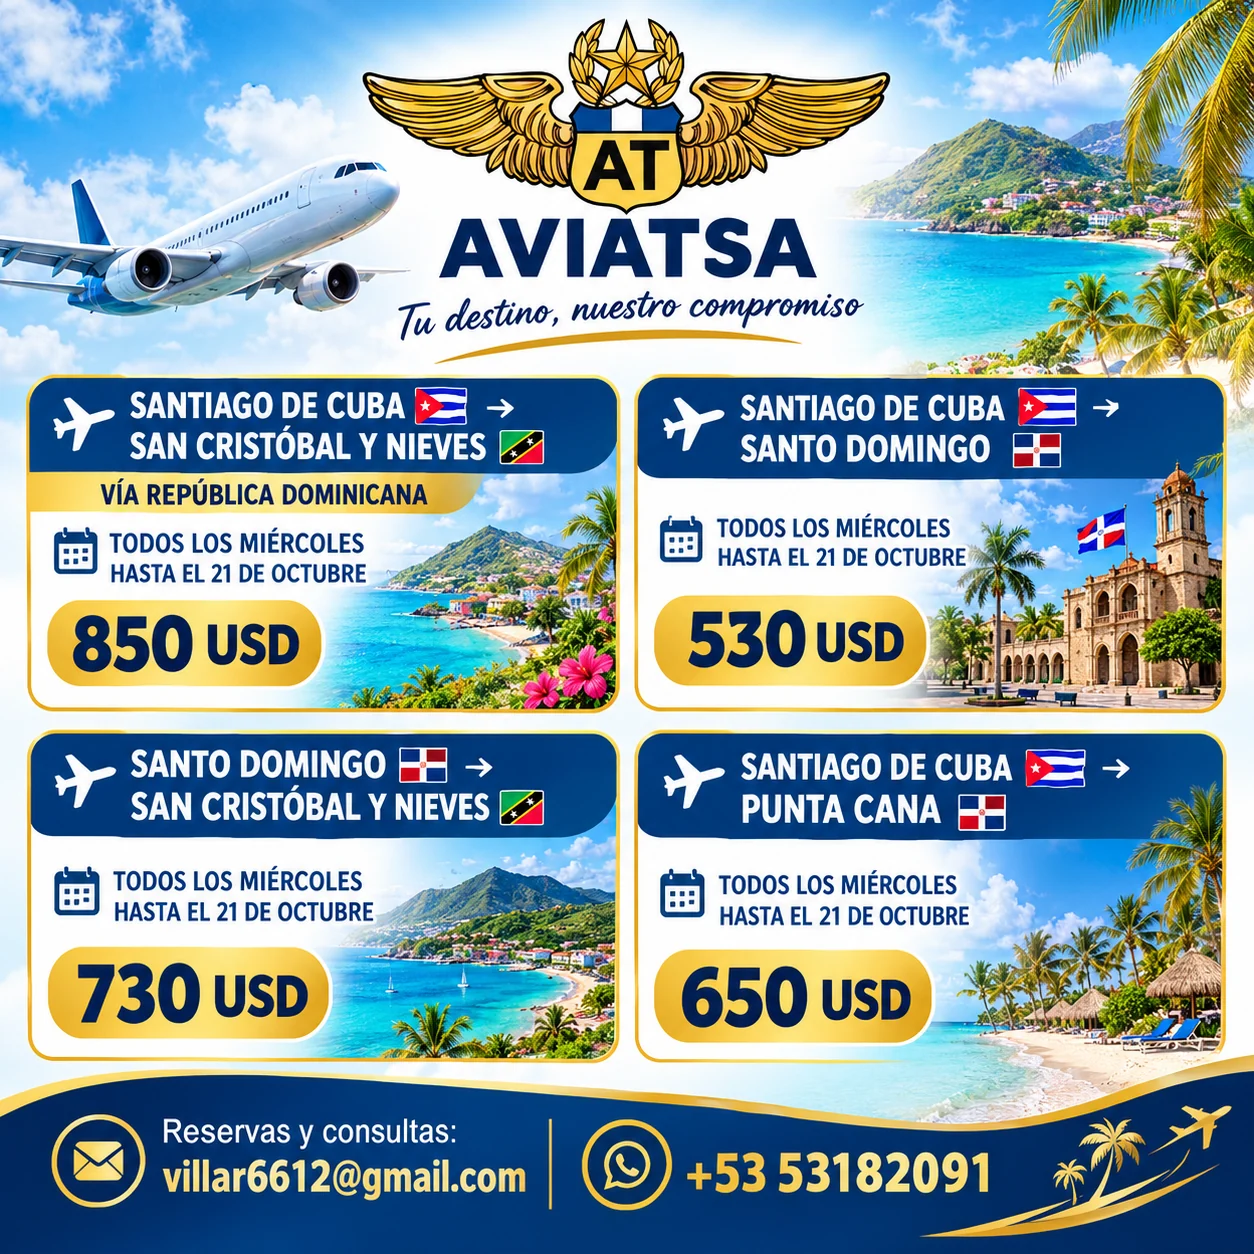 AT
AVIATSA
Tu destino, nuestro compromiso
SANTIAGO DE CUBA →
SAN CRISTÓBAL Y NIEVES
VÍA REPÚBLICA DOMINICANA
TODOS LOS MIÉRCOLES
HASTA EL 21 DE OCTUBRE
850 USD
SANTIAGO DE CUBA →
SANTO DOMINGO
TODOS LOS MIÉRCOLES
HASTA EL 21 DE OCTUBRE
530 USD
SANTO DOMINGO →
SAN CRISTÓBAL Y NIEVES
TODOS LOS MIÉRCOLES
HASTA EL 21 DE OCTUBRE
730 USD
SANTIAGO DE CUBA →
PUNTA CANA
TODOS LOS MIÉRCOLES
HASTA EL 21 DE OCTUBRE
650 USD
Reservas y consultas:
villar6612@gmail.com
+53 53182091